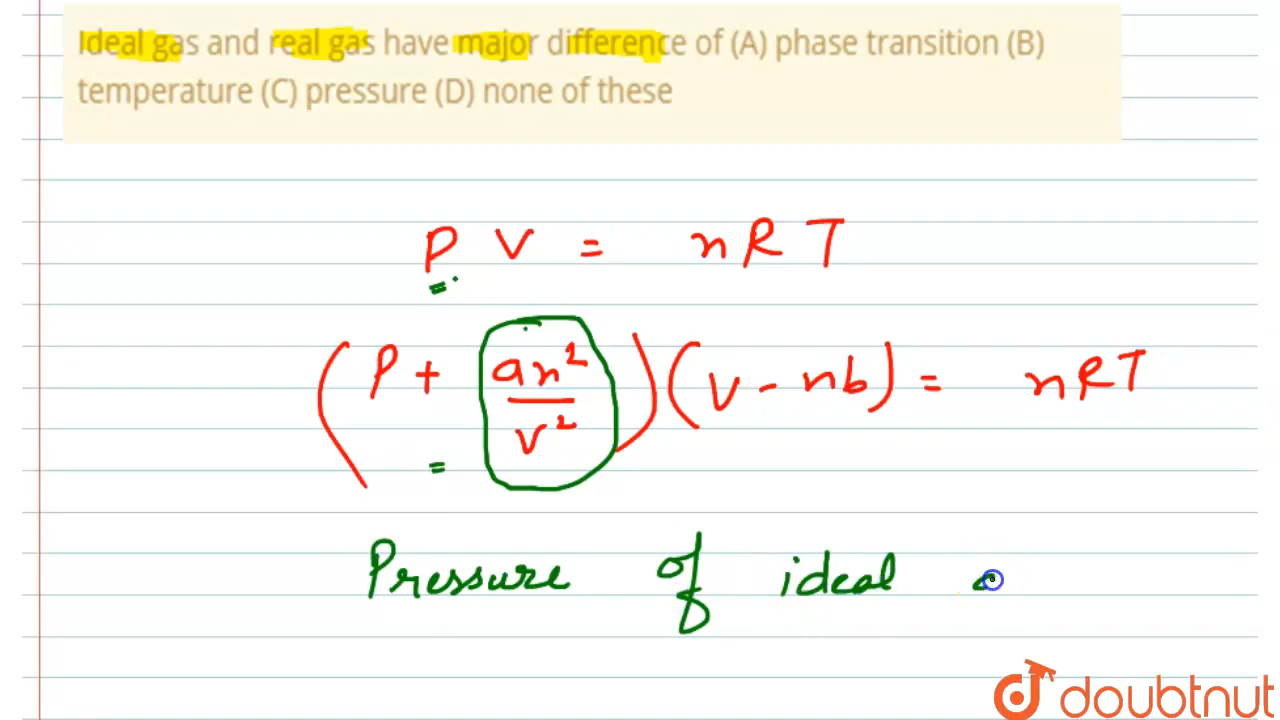 Ideal gas and real gas have major difference of (A) phase transition (B)
temperature (C) pressure (D) none of these
P V = n R T
(P + an²/v²) (V - nb) = nRT
Pressure of ideal a
doubtnut